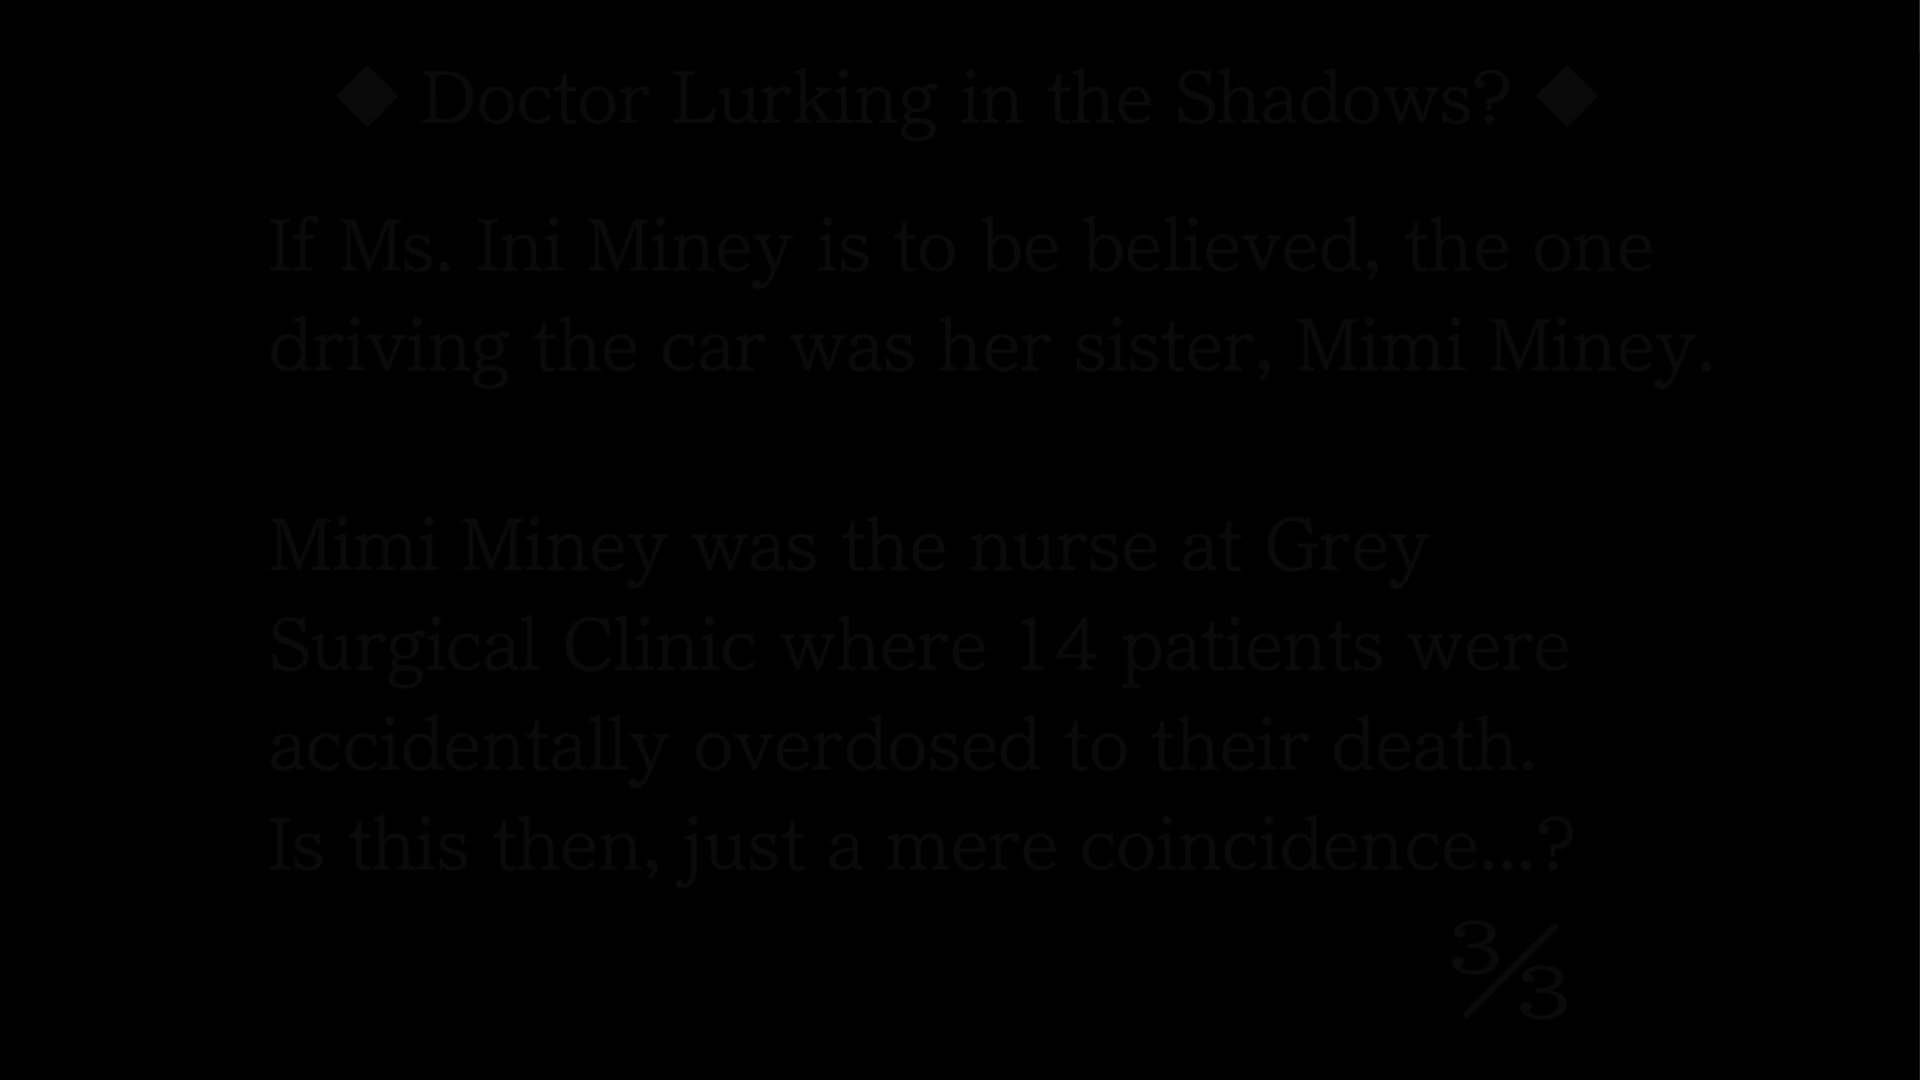 ◆ Doctor Lurking in the Shadows? ◆
If Ms. Ini Miney is to be believed, the one
driving the car was her sister, Mimi Miney.
Mimi Miney was the nurse at Grey
Surgical Clinic where 14 patients were
accidentally overdosed to their death.
Is this then, just a mere coincidence...?
3/3